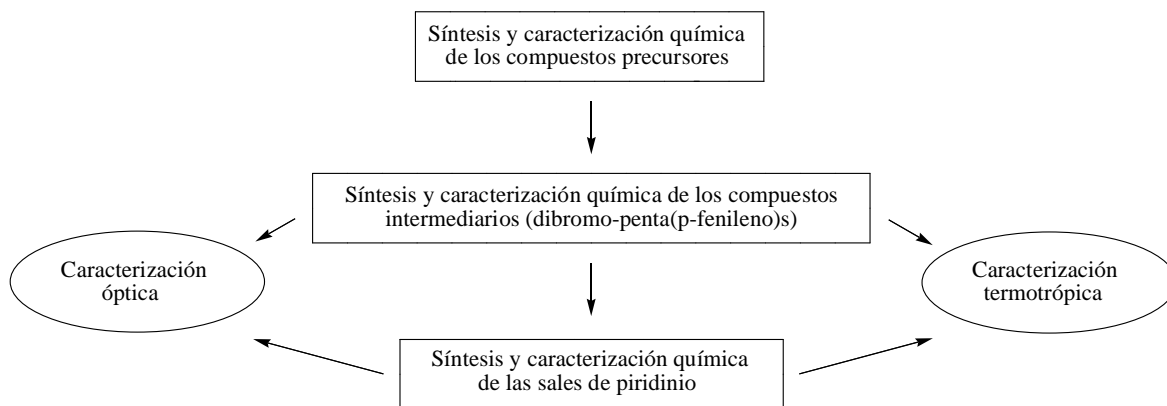 Síntesis y caracterización química
de los compuestos precursores
Síntesis y caracterización química de los compuestos
intermediarios (dibromo-penta(p-fenileno)s)
Caracterización
óptica
Caracterización
termotrópica
Síntesis y caracterización química
de las sales de piridinio